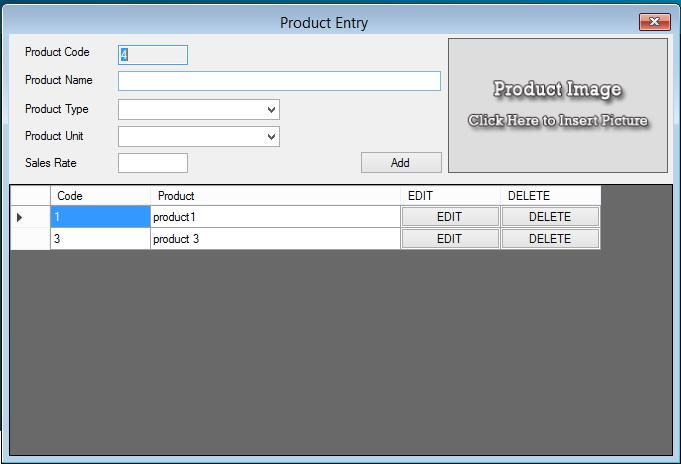 Product Entry
Product Code 4
Product Name
Product Type
Product Unit
Sales Rate
Add
Product Image
Click Here to Insert Picture
Code Product EDIT DELETE
1 product1 EDIT DELETE
3 product 3 EDIT DELETE